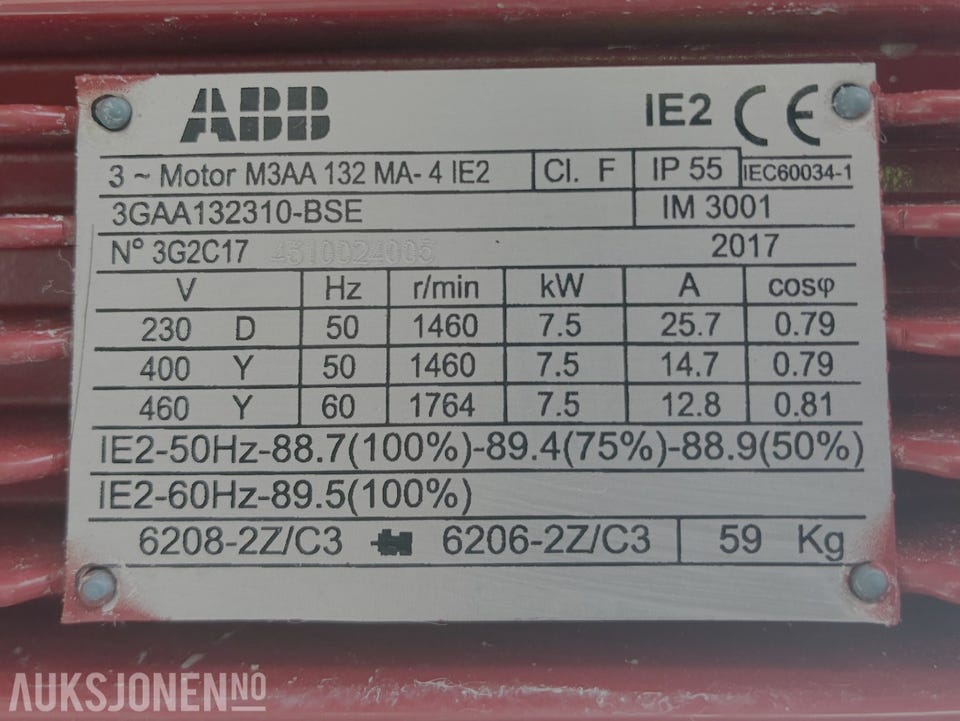 ABB IE2 CE
3 ~ Motor M3AA 132 MA- 4 IE2 Cl. F IP 55 IEC60034-1
3GAA132310-BSE IM 3001
N° 3G2C17 4510024005 2017
V Hz r/min kW A cosφ
230 D 50 1460 7.5 25.7 0.79
400 Y 50 1460 7.5 14.7 0.79
460 Y 60 1764 7.5 12.8 0.81
IE2-50Hz-88.7(100%)-89.4(75%)-88.9(50%)
IE2-60Hz-89.5(100%)
6208-2Z/C3 6206-2Z/C3 59 Kg
AUKSJONEN.NO